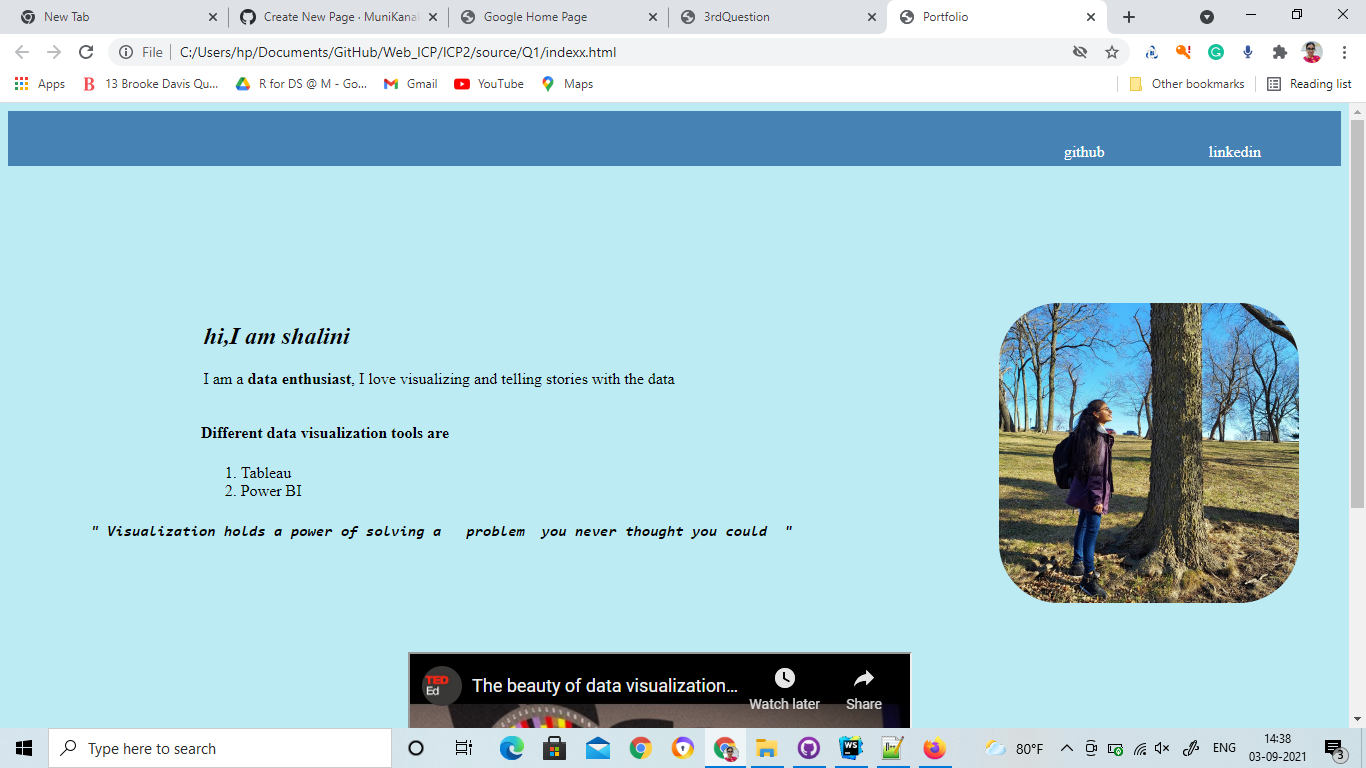 New Tab
Create New Page · MuniKanal
Google Home Page
3rdQuestion
Portfolio
File
C:/Users/hp/Documents/GitHub/Web_ICP/ICP2/source/Q1/indexx.html
Apps
13 Brooke Davis Qu...
R for DS @ M - Go...
Gmail
YouTube
Maps
Other bookmarks
Reading list
github
linkedin
hi,I am shalini
I am a data enthusiast, I love visualizing and telling stories with the data
Different data visualization tools are
1. Tableau
2. Power BI
" Visualization holds a power of solving a   problem  you never thought you could  "
TED
Ed
The beauty of data visualization...
Watch later
Share
Type here to search
WS
80°F
ENG
14:38
03-09-2021
3